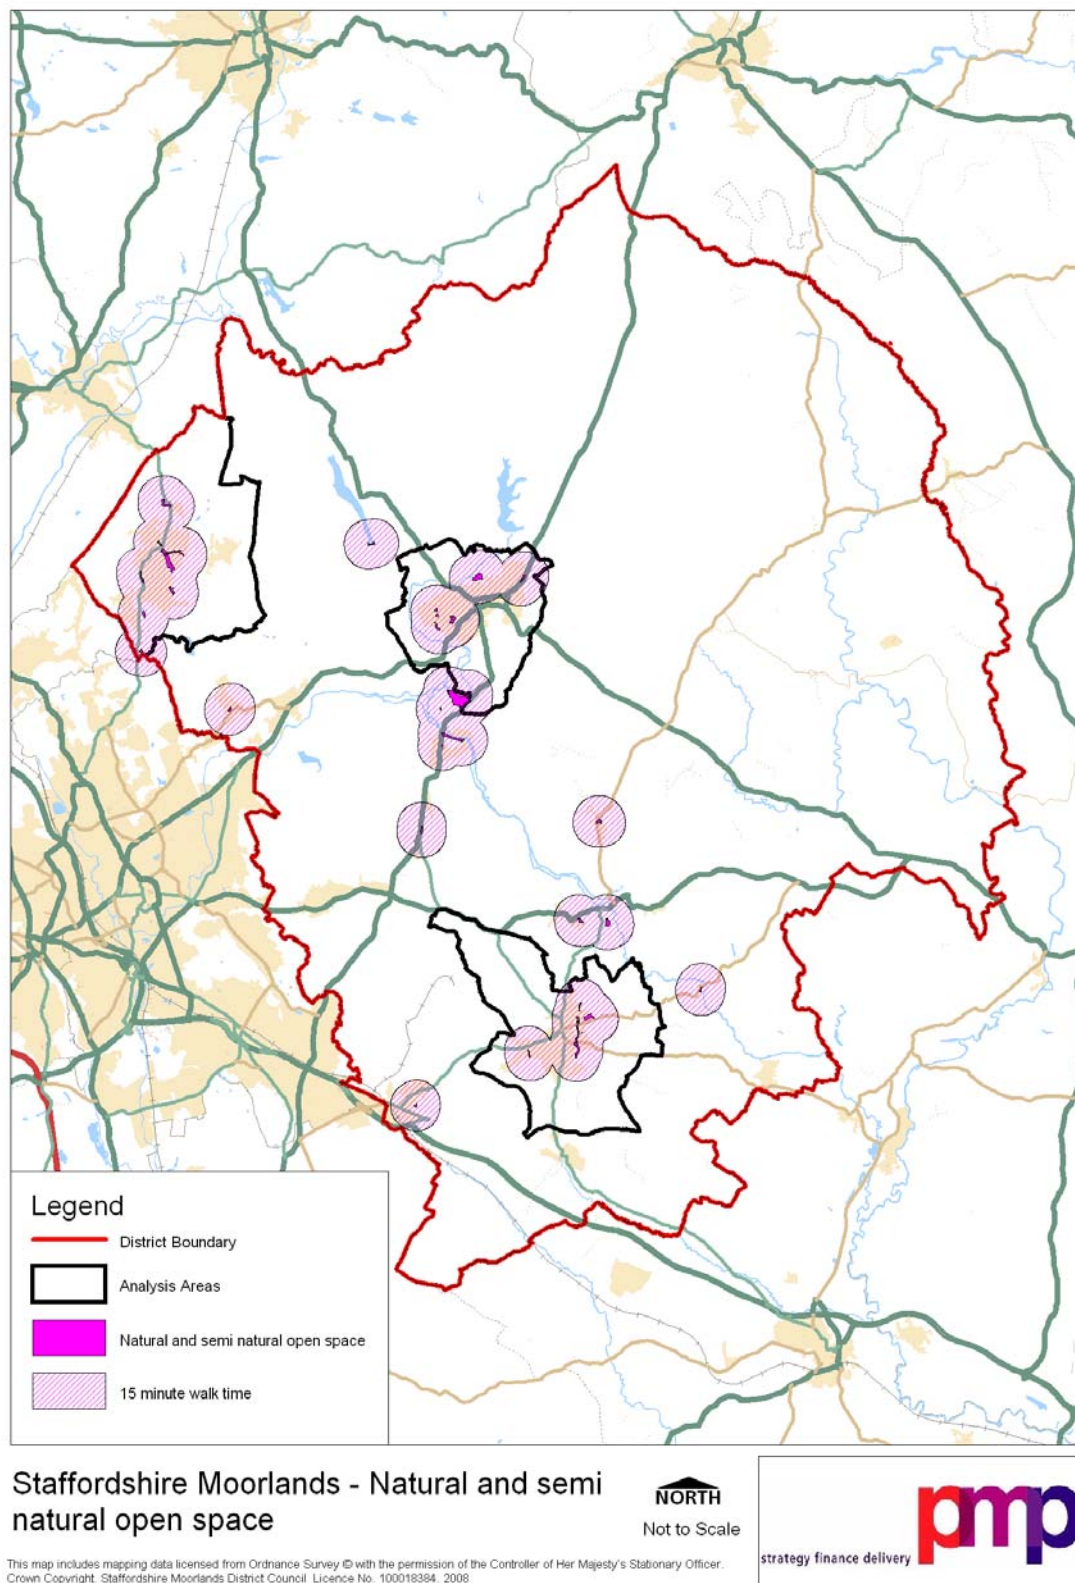 Legend
District Boundary
Analysis Areas
Natural and semi natural open space
15 minute walk time
Staffordshire Moorlands - Natural and semi
natural open space
NORTH
Not to Scale
pmp
strategy finance delivery
This map includes mapping data licensed from Ordnance Survey © with the permission of the Controller of Her Majesty's Stationary Officer.
Crown Copyright. Staffordshire Moorlands District Council. Licence No. 100018384. 2008